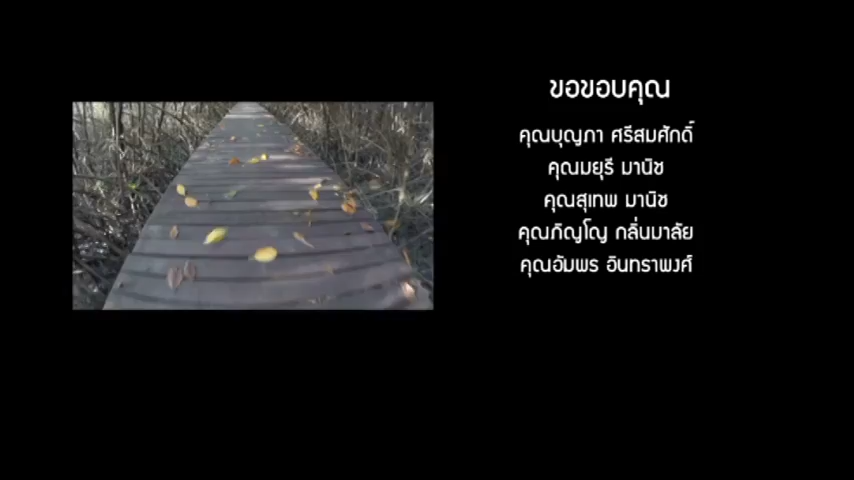 ขอขอบคุณ
คุณบุญภา ศรีสมศักดิ์
คุณมยุรี มานิช
คุณสุเทพ มานิช
คุณภิญโญ กลิ่นมาลัย
คุณอัมพร อินทราพงศ์